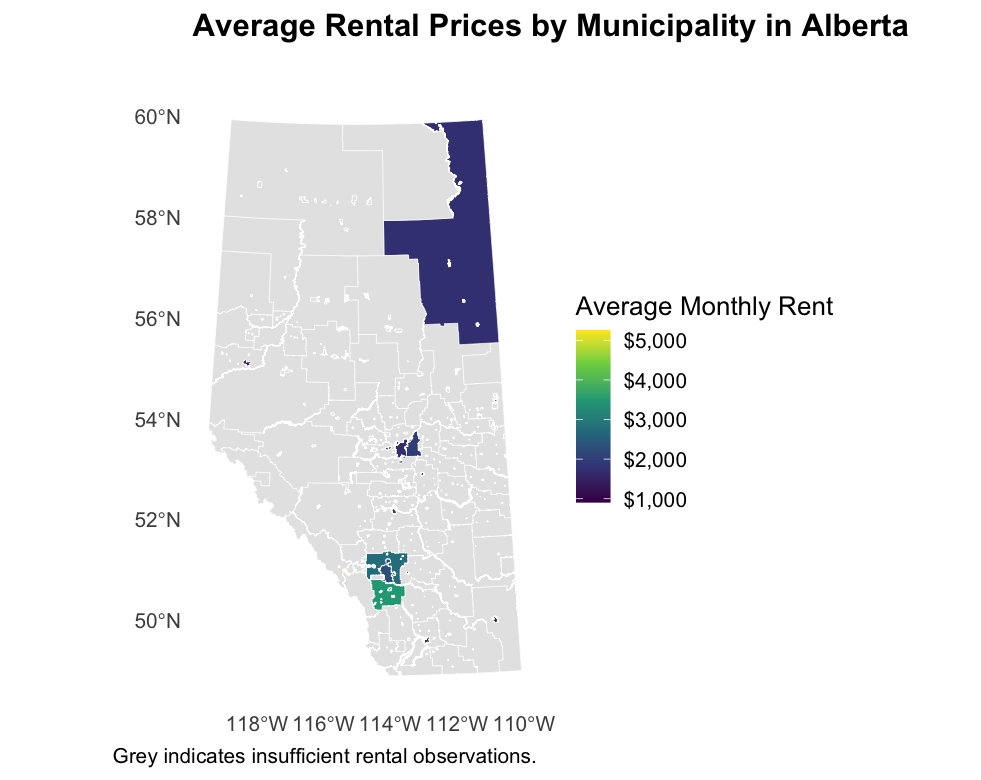 Average Rental Prices by Municipality in Alberta
60°N
58°N
56°N
54°N
52°N
50°N
118°W 116°W 114°W 112°W 110°W
Average Monthly Rent
$5,000
$4,000
$3,000
$2,000
$1,000
Grey indicates insufficient rental observations.